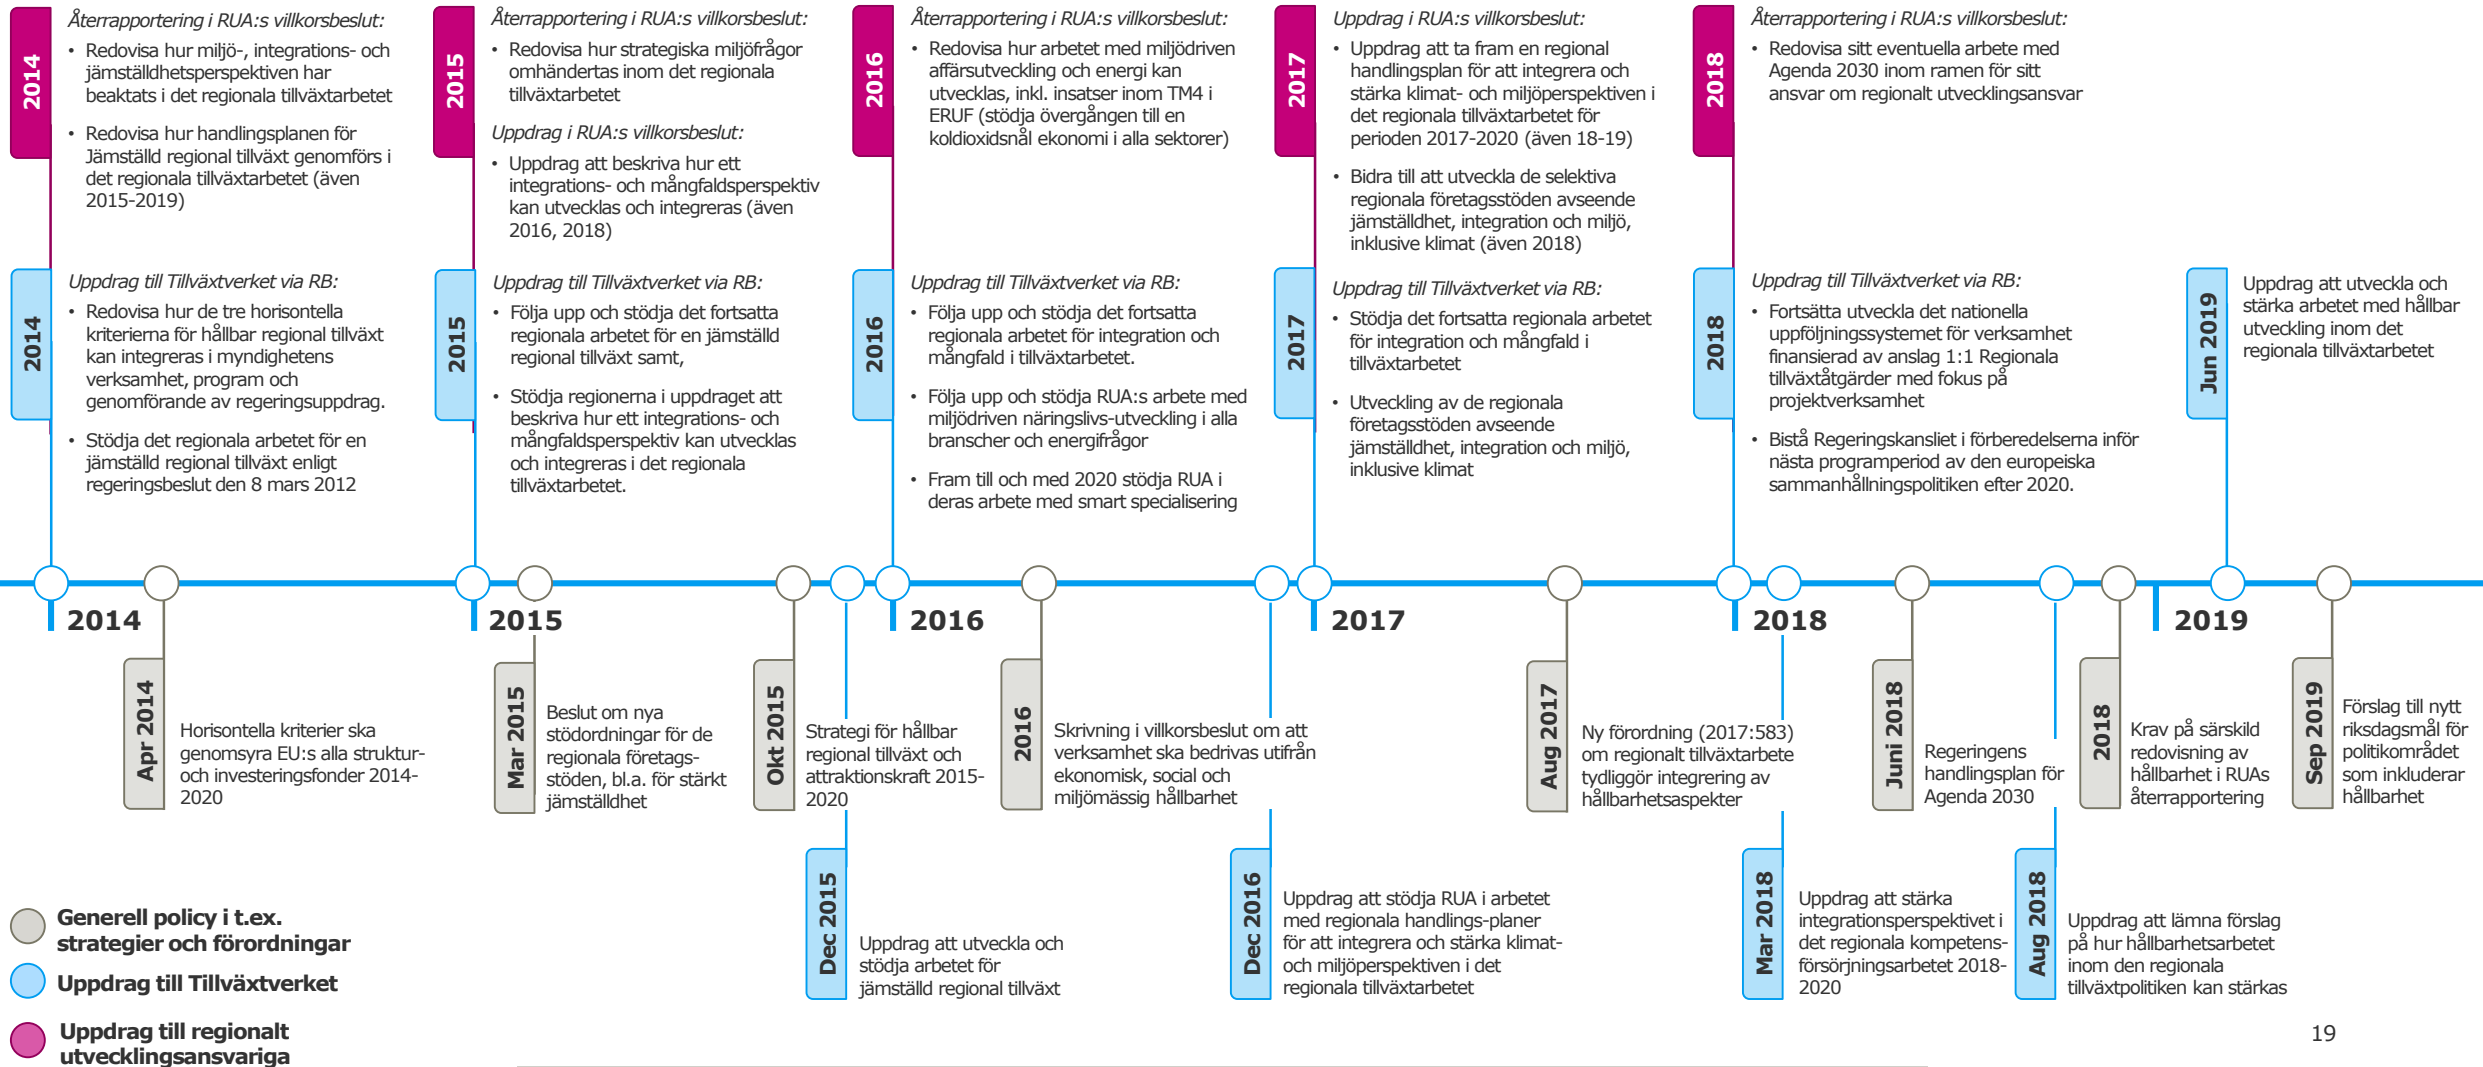 2014
Återrapportering i RUA:s villkorsbeslut:
• Redovisa hur miljö-, integrations- och
jämställdhetsperspektiven har
beaktats i det regionala tillväxtarbetet
• Redovisa hur handlingsplanen för
Jämställd regional tillväxt genomförs i
det regionala tillväxtarbetet (även
2015-2019)
2015
Återrapportering i RUA:s villkorsbeslut:
• Redovisa hur strategiska miljöfrågor
omhändertas inom det regionala
tillväxtarbetet
Uppdrag i RUA:s villkorsbeslut:
• Uppdrag att beskriva hur ett
integrations- och mångfaldsperspektiv
kan utvecklas och integreras (även
2016, 2018)
2016
Återrapportering i RUA:s villkorsbeslut:
• Redovisa hur arbetet med miljödriven
affärsutveckling och energi kan
utvecklas, inkl. insatser inom TM4 i
ERUF (stödja övergången till en
koldioxidsnål ekonomi i alla sektorer)
2017
Uppdrag i RUA:s villkorsbeslut:
• Uppdrag att ta fram en regional
handlingsplan för att integrera och
stärka klimat- och miljöperspektiven i
det regionala tillväxtarbetet för
perioden 2017-2020 (även 18-19)
• Bidra till att utveckla de selektiva
regionala företagsstöden avseende
jämställdhet, integration och miljö,
inklusive klimat (även 2018)
2018
Återrapportering i RUA:s villkorsbeslut:
• Redovisa sitt eventuella arbete med
Agenda 2030 inom ramen för sitt
ansvar om regionalt utvecklingsansvar
2014
Uppdrag till Tillväxtverket via RB:
• Redovisa hur de tre horisontella
kriterierna för hållbar regional tillväxt
kan integreras i myndighetens
verksamhet, program och
genomförande av regeringsuppdrag.
• Stödja det regionala arbetet för en
jämställd regional tillväxt enligt
regeringsbeslut den 8 mars 2012
2015
Uppdrag till Tillväxtverket via RB:
• Följa upp och stödja det fortsatta
regionala arbetet för en jämställd
regional tillväxt samt,
• Stödja regionerna i uppdraget att
beskriva hur ett integrations- och
mångfaldsperspektiv kan utvecklas
och integreras i det regionala
tillväxtarbetet.
2016
Uppdrag till Tillväxtverket via RB:
• Följa upp och stödja det fortsatta
regionala arbetet för integration och
mångfald i tillväxtarbetet.
• Följa upp och stödja RUA:s arbete med
miljödriven näringslivs-utveckling i alla
branscher och energifrågor
• Fram till och med 2020 stödja RUA i
deras arbete med smart specialisering
2017
Uppdrag till Tillväxtverket via RB:
• Stödja det fortsatta regionala arbetet
för integration och mångfald i
tillväxtarbetet
• Utveckling av de regionala
företagsstöden avseende
jämställdhet, integration och miljö,
inklusive klimat
2018
Uppdrag till Tillväxtverket via RB:
• Fortsätta utveckla det nationella
uppföljningssystemet för verksamhet
finansierad av anslag 1:1 Regionala
tillväxtåtgärder med fokus på
projektverksamhet
• Bistå Regeringskansliet i förberedelserna inför
nästa programperiod av den europeiska
sammanhållningspolitiken efter 2020.
Jun 2019
Uppdrag att utveckla och
stärka arbetet med hållbar
utveckling inom det
regionala tillväxtarbetet
2014
2015
2016
2017
2018
2019
Apr 2014
Horisontella kriterier ska
genomsyra EU:s alla struktur-
och investeringsfonder 2014-
2020
Mar 2015
Beslut om nya
stödordningar för de
regionala företags-
stöden, bl.a. för stärkt
jämställdhet
Okt 2015
Strategi för hållbar
regional tillväxt och
attraktionskraft 2015-
2020
2016
Skrivning i villkorsbeslut om att
verksamhet ska bedrivas utifrån
ekonomisk, social och
miljömässig hållbarhet
Aug 2017
Ny förordning (2017:583)
om regionalt tillväxtarbete
tydliggör integrering av
hållbarhetsaspekter
Juni 2018
Regeringens
handlingsplan för
Agenda 2030
2018
Krav på särskild
redovisning av
hållbarhet i RUAs
återrapportering
Sep 2019
Förslag till nytt
riksdagsmål för
politikområdet
som inkluderar
hållbarhet
Dec 2015
Uppdrag att utveckla och
stödja arbetet för
jämställd regional tillväxt
Dec 2016
Uppdrag att stödja RUA i arbetet
med regionala handlings-planer
för att integrera och stärka klimat-
och miljöperspektiven i det
regionala tillväxtarbetet
Mar 2018
Uppdrag att stärka
integrationsperspektivet i
det regionala kompetens-
försörjningsarbetet 2018-
2020
Aug 2018
Uppdrag att lämna förslag
på hur hållbarhetsarbetet
inom den regionala
tillväxtpolitiken kan stärkas
Generell policy i t.ex.
strategier och förordningar
Uppdrag till Tillväxtverket
Uppdrag till regionalt
utvecklingsansvariga
19